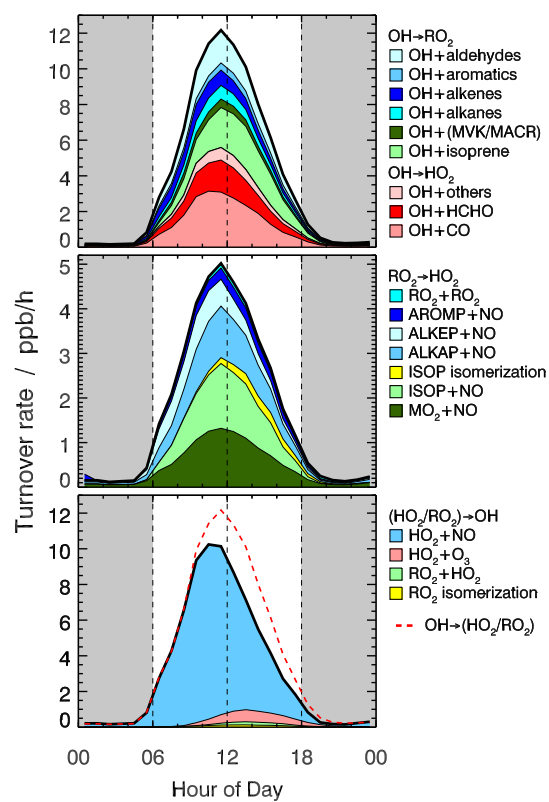 Turnover rate / ppb/h
12
10
8
6
4
2
0
OH→RO₂
OH+aldehydes
OH+aromatics
OH+alkenes
OH+alkanes
OH+(MVK/MACR)
OH+isoprene
OH→HO₂
OH+others
OH+HCHO
OH+CO
5
4
3
2
1
0
RO₂→HO₂
RO₂+RO₂
AROMP+NO
ALKEP+NO
ALKAP+NO
ISOP isomerization
ISOP+NO
MO₂+NO
12
10
8
6
4
2
0
(HO₂/RO₂)→OH
HO₂+NO
HO₂+O₃
RO₂+HO₂
RO₂ isomerization
OH→(HO₂/RO₂)
00 06 12 18 00
Hour of Day